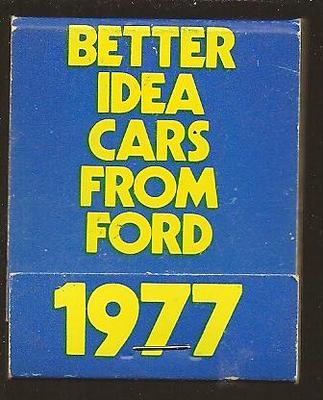 BETTER
IDEA
CARS
FROM
FORD
1977